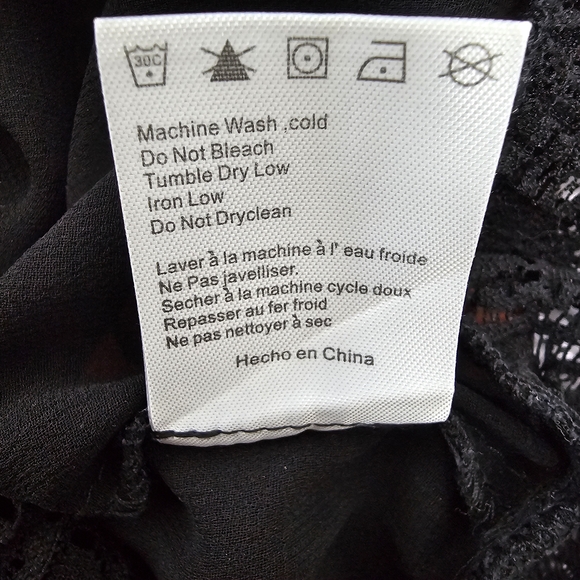 30C
Machine Wash ,cold
Do Not Bleach
Tumble Dry Low
Iron Low
Do Not Dryclean
Laver à la machine à l' eau froide
Ne Pas javelliser.
Secher à la machine cycle doux
Repasser au fer froid
Ne pas nettoyer à sec
Hecho en China